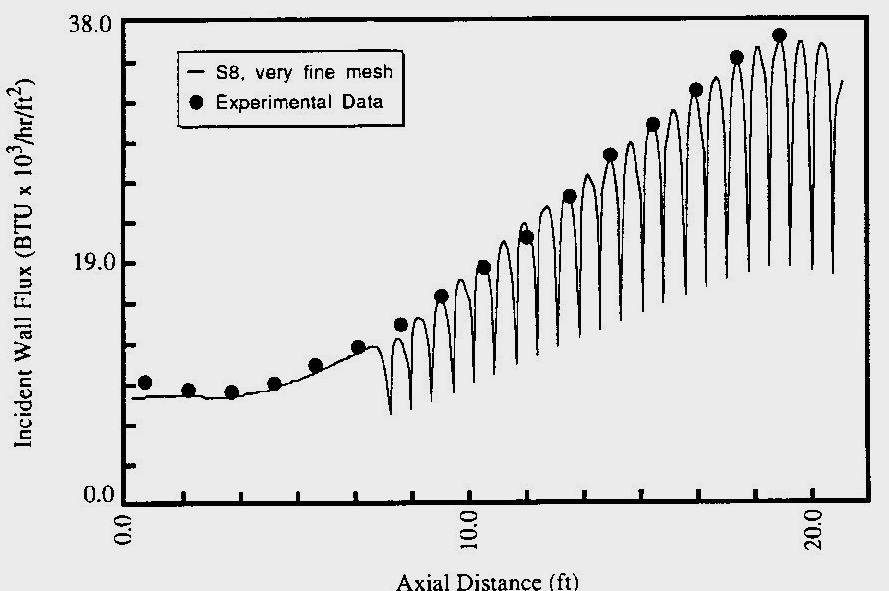 38.0
S8, very fine mesh
Experimental Data
Incident Wall Flux (BTU x 10³/hr/ft²)
19.0
0.0
0.0
10.0
20.0
Axial Distance (ft)